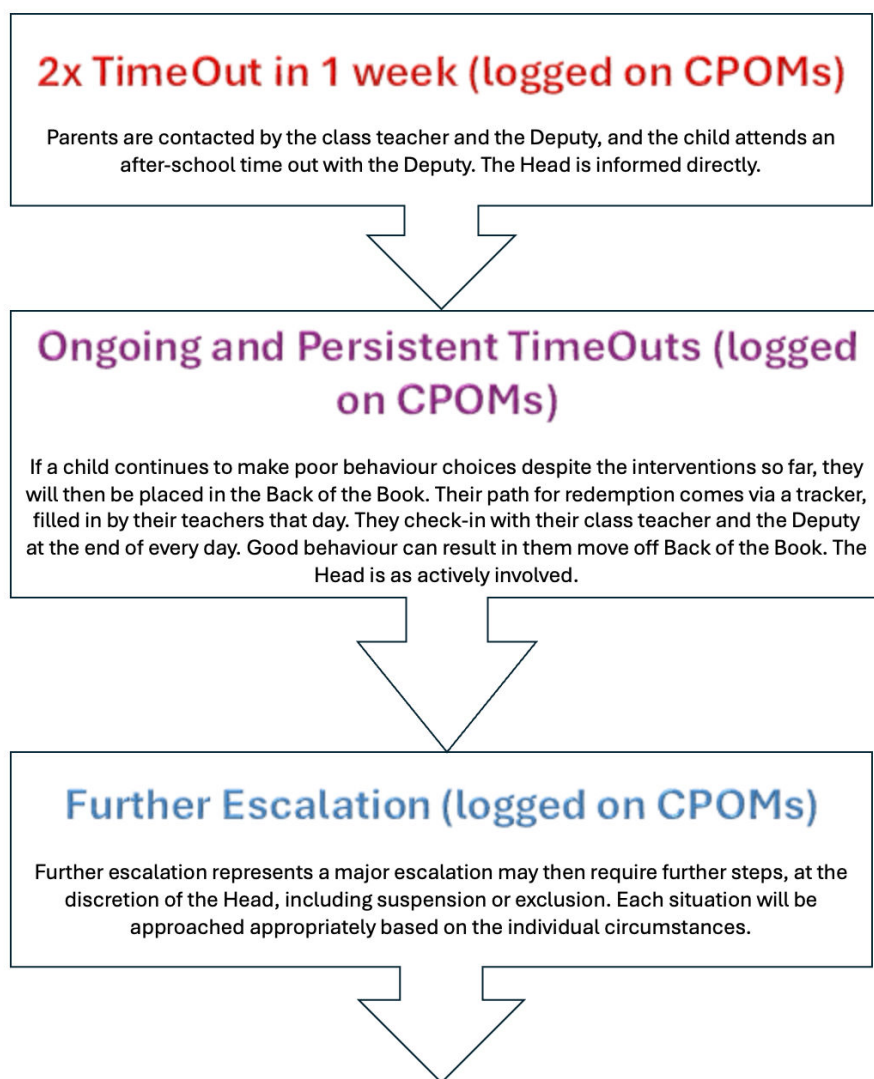 2x TimeOut in 1 week (logged on CPOMs)
Parents are contacted by the class teacher and the Deputy, and the child attends an
after-school time out with the Deputy. The Head is informed directly.
Ongoing and Persistent TimeOuts (logged
on CPOMs)
If a child continues to make poor behaviour choices despite the interventions so far, they
will then be placed in the Back of the Book. Their path for redemption comes via a tracker,
filled in by their teachers that day. They check-in with their class teacher and the Deputy
at the end of every day. Good behaviour can result in them move off Back of the Book. The
Head is as actively involved.
Further Escalation (logged on CPOMs)
Further escalation represents a major escalation may then require further steps, at the
discretion of the Head, including suspension or exclusion. Each situation will be
approached appropriately based on the individual circumstances.